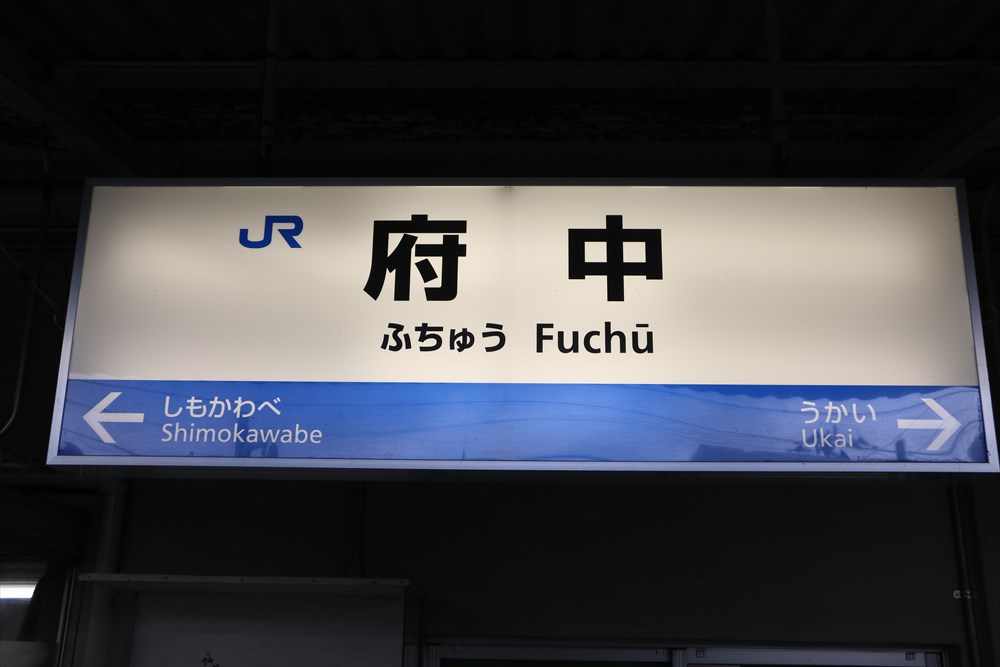 JR 府中
ふちゅう Fuchū
しもかわべ
Shimokawabe
うかい
Ukai